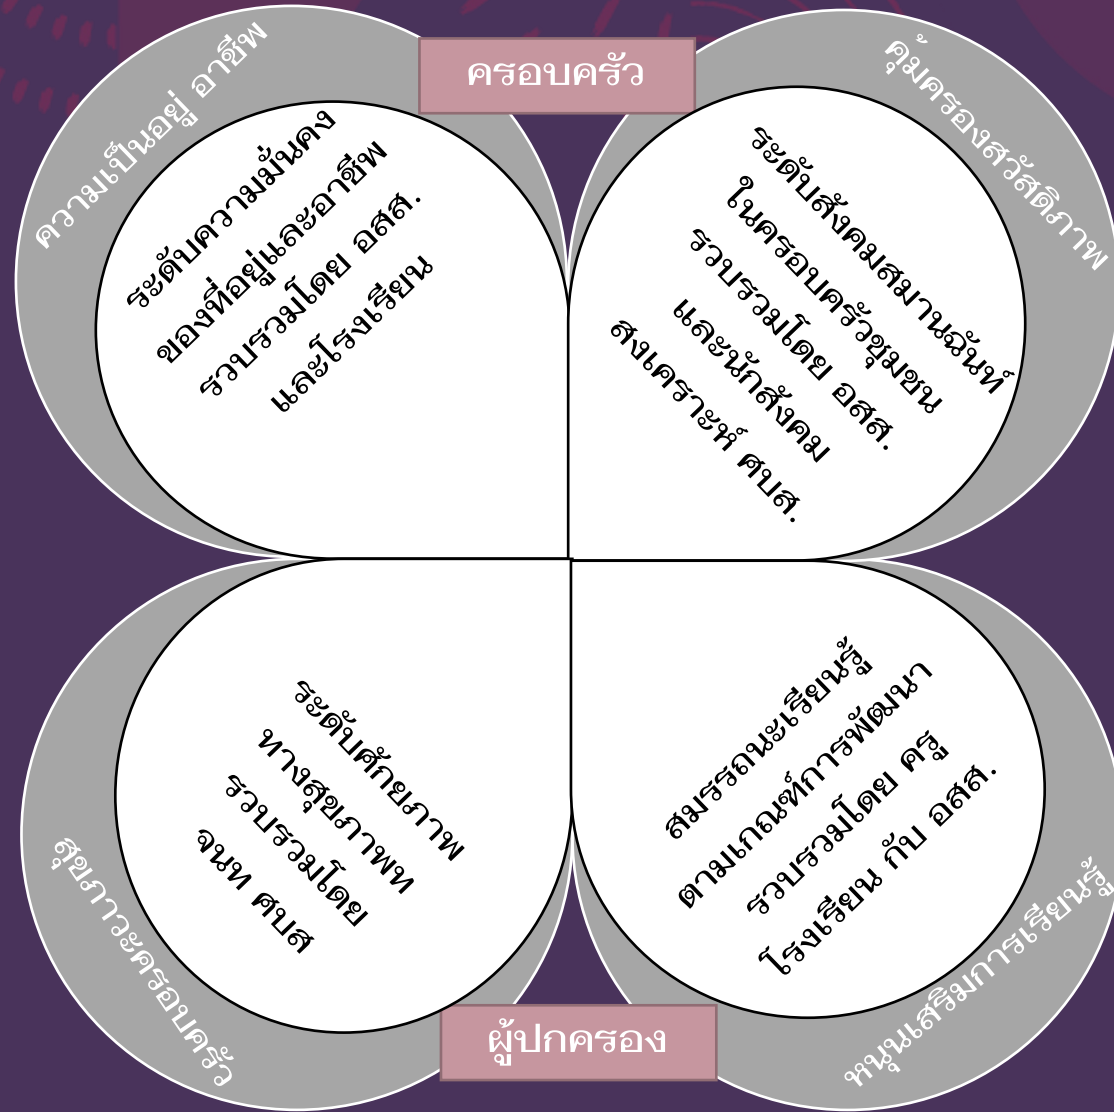 ครอบครัว
ความเป็นอยู่ อาชีพ
ระดับความมั่นคง
ของที่อยู่และอาชีพ
รวบรวมโดย อสส.
และโรงเรียน
คุ้มครองสวัสดิภาพ
ระดับสังคมสมานฉันท์
ในครอบครัวชุมชน
รวบรวมโดย อสส.
และนักสังคม
สงเคราะห์ ศบส.
สุขภาวะครอบครัว
ระดับศักยภาพ
ทางสุขภาพท
รวบรวมโดย
จนท ศบส
สมรรถนะเรียนรู้
ตามเกณฑ์การพัฒนา
รวบรวมโดย ครู
โรงเรียน กับ อสส.
หนุนเสริมการเรียนรู้
ผู้ปกครอง